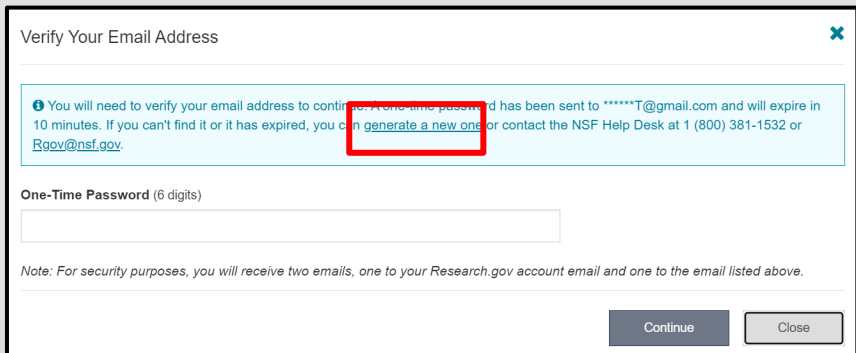 Verify Your Email Address
You will need to verify your email address to continue. A one-time password has been sent to ******T@gmail.com and will expire in
10 minutes. If you can't find it or it has expired, you can generate a new one or contact the NSF Help Desk at 1 (800) 381-1532 or
Rgov@nsf.gov.
One-Time Password (6 digits)
Note: For security purposes, you will receive two emails, one to your Research.gov account email and one to the email listed above.
Continue
Close